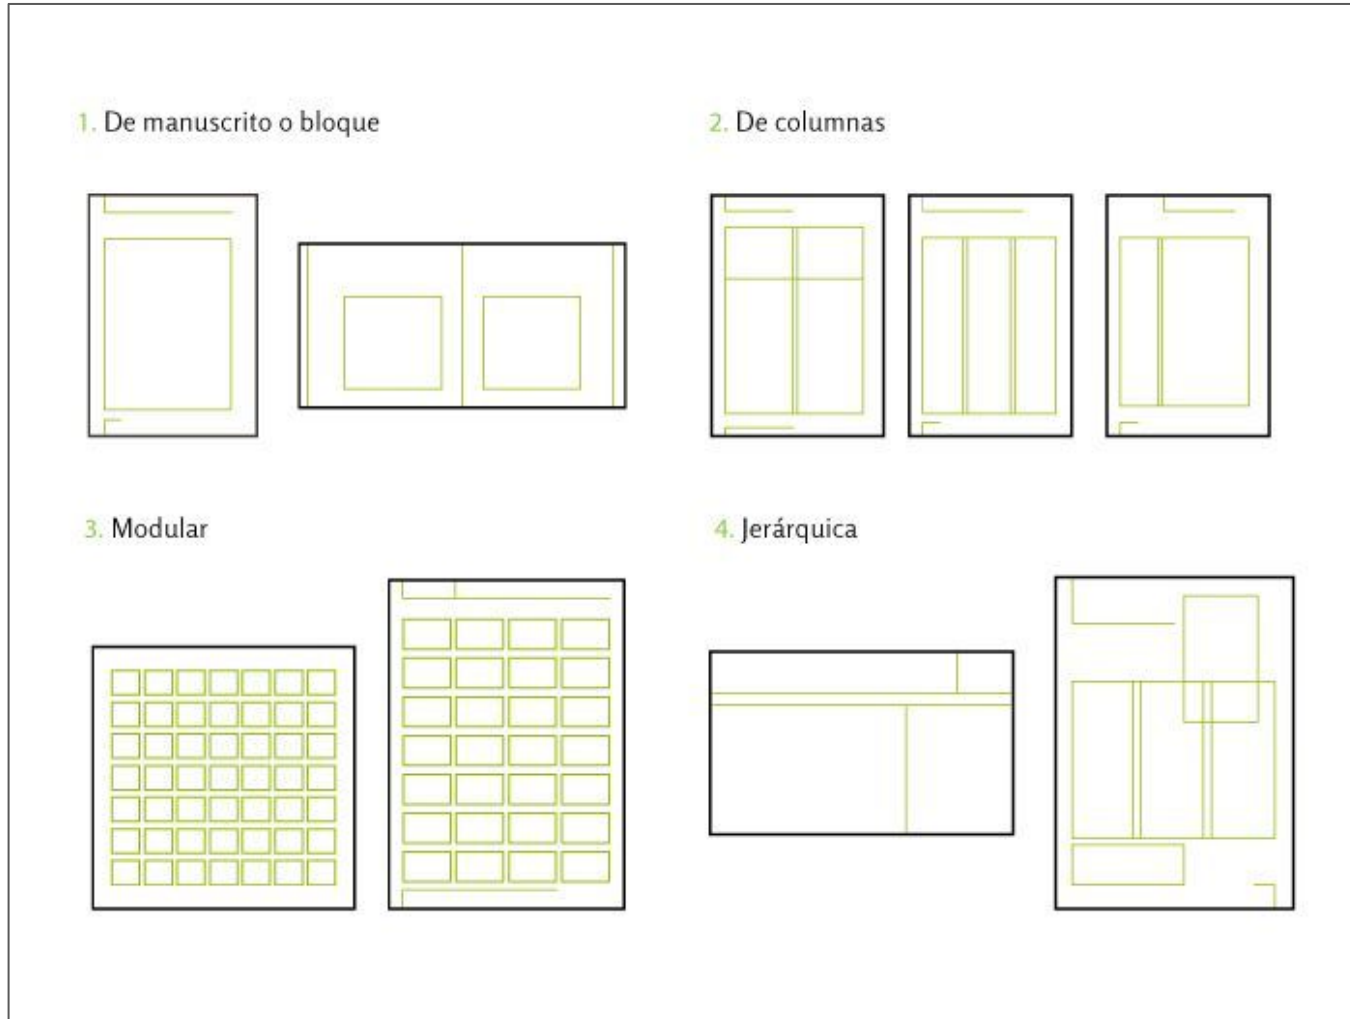 1. De manuscrito o bloque
2. De columnas
3. Modular
4. Jerárquica